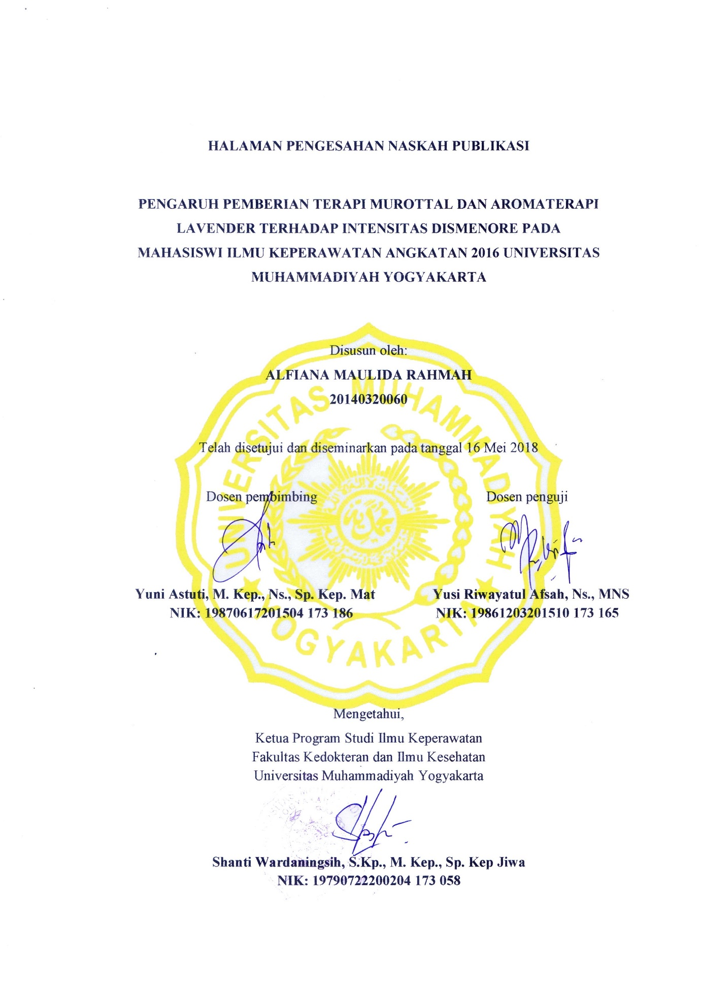 HALAMAN PENGESAHAN NASKAH PUBLIKASI
PENGARUH PEMBERIAN TERAPI MUROTTAL DAN AROMATERAPI
LAVENDER TERHADAP INTENSITAS DISMENORE PADA
MAHASISWI ILMU KEPERAWATAN ANGKATAN 2016 UNIVERSITAS
MUHAMMADIYAH YOGYAKARTA
Disusun oleh:
ALFIANA MAULIDA RAHMAH
20140320060
UNIVERSITAS MUHAMMADIYAH
Telah disetujui dan diseminarkan pada tanggal 16 Mei 2018
Dosen pembimbing Dosen penguji
Yuni Astuti, M. Kep., Ns., Sp. Kep. Mat Yusi Riwayatul Afsah, Ns., MNS
NIK: 19870617201504 173 186 NIK: 19861203201510 173 165
YOGYAKARTA
Mengetahui,
Ketua Program Studi Ilmu Keperawatan
Fakultas Kedokteran dan Ilmu Kesehatan
Universitas Muhammadiyah Yogyakarta
Shanti Wardaningsih, S.Kp., M. Kep., Sp. Kep Jiwa
NIK: 19790722200204 173 058